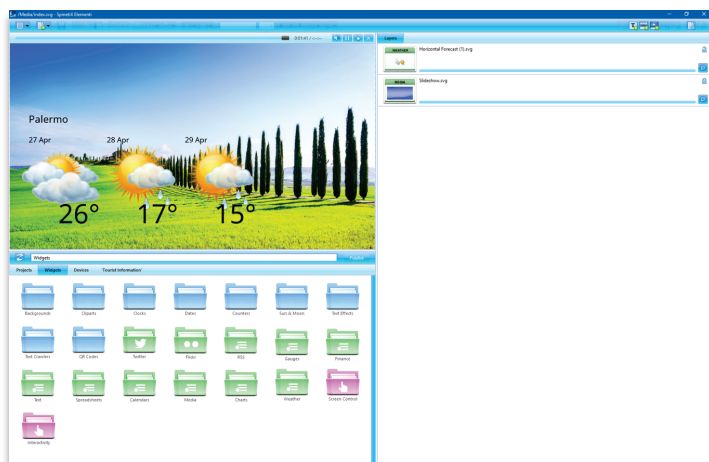 /Media/index.svg - SpinetiX Elementi
0:01:41 / --:--:--
Layers
WEATHER
Horizontal Forecast (1).svg
MEDIA
Slideshow.svg
Palermo
27 Apr 28 Apr 29 Apr
26° 17° 15°
Widgets
Projects Widgets Devices Tourist Information
Backgrounds Cliparts Clocks Dates Counters Sun & Moon Text Effects
Text Crawlers QR Codes Twitter Flickr RSS Gauges Finance
Text Spreadsheets Calendars Media Charts Weather Screen Control
Interactivity